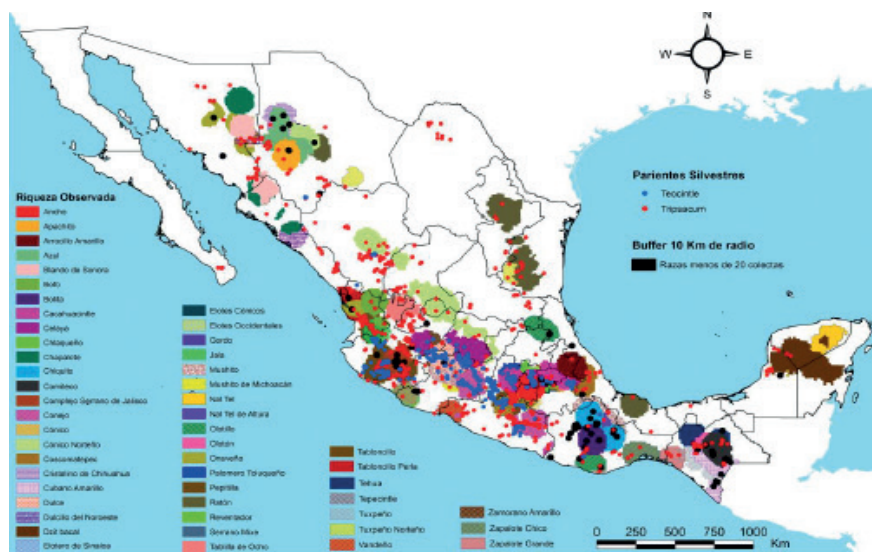 N
W E
S
Parientes Silvestres
Teocintle
Tripsacum
Buffer 10 Km de radio
Razas menos de 20 colectas
Riqueza Observada
Ancho
Apachito
Arrocillo Amarillo
Azul
Blando de Sonora
Bofo
Bolita
Cacahuacintle
Celaya
Chalqueño
Chapalote
Chiquito
Comiteco
Complejo Serrano de Jalisco
Conejo
Conico
Conico Norteño
Coscomatepec
Cristalino de Chihuahua
Cubano Amarillo
Dulce
Dulcillo del Noroeste
Dzit bacal
Elotero de Sinaloa
Elotes Cónicos
Elotes Occidentales
Gordo
Jala
Mushito
Mushito de Michoacán
Nal Tel
Nal Tel de Altura
Olotillo
Olotón
Onaveño
Palomero Toluqueño
Pepitilla
Ratón
Reventador
Serrano Mixe
Tablilla de Ocho
Tabloncillo
Tabloncillo Perla
Tehua
Tepecintle
Tuxpeño
Tuxpeño Norteño
Vandeño
Zamorano Amarillo
Zapalote Chico
Zapalote Grande
0 250 500 750 1000
Km